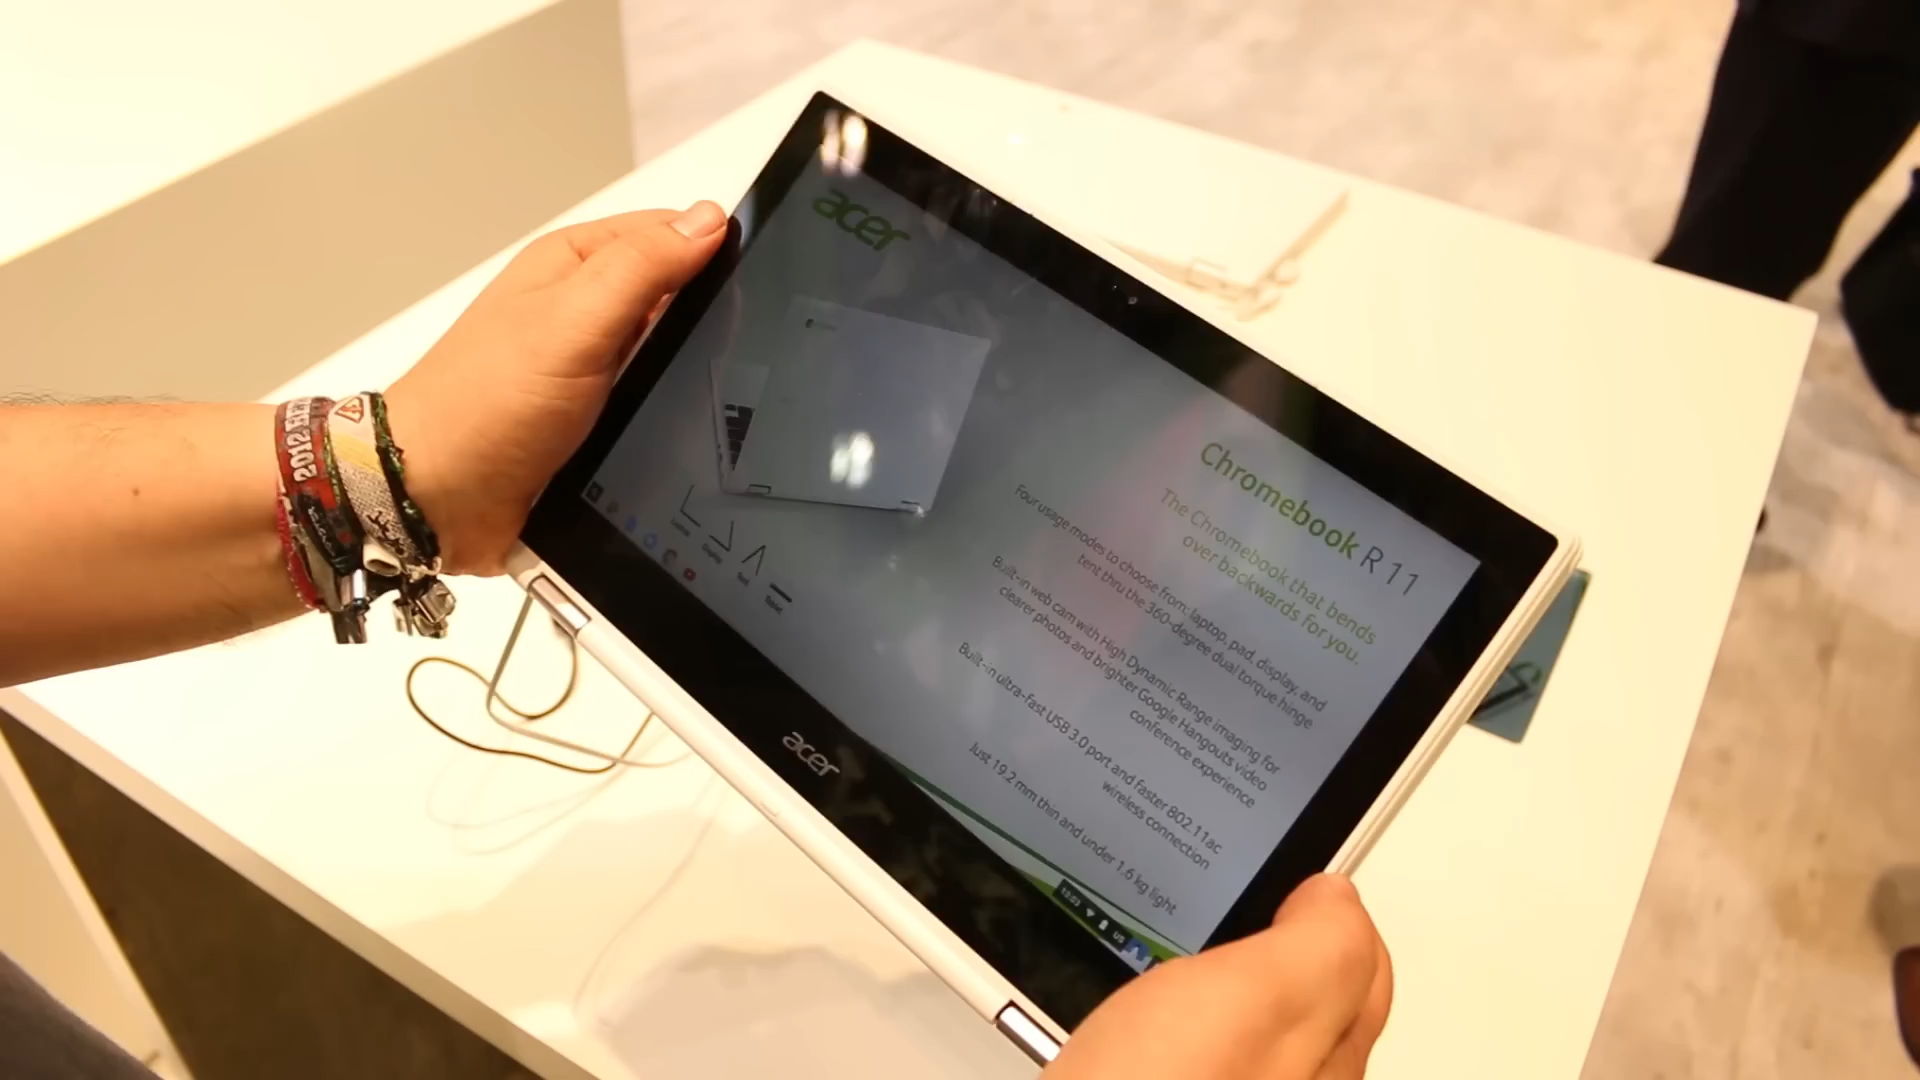 acer
Chromebook R 11
The Chromebook that bends
over backwards for you.
Four usage modes to choose from: laptop, pad, display, and
tent thru the 360-degree dual torque hinge
Built-in web cam with High Dynamic Range imaging for
clearer photos and brighter Google Hangouts video
conference experience
Built-in ultra-fast USB 3.0 port and faster 802.11ac
wireless connection
Just 19.2 mm thin and under 1.6 kg light
Laptop
Display
Tent
Tablet
10:03
US
acer
2012